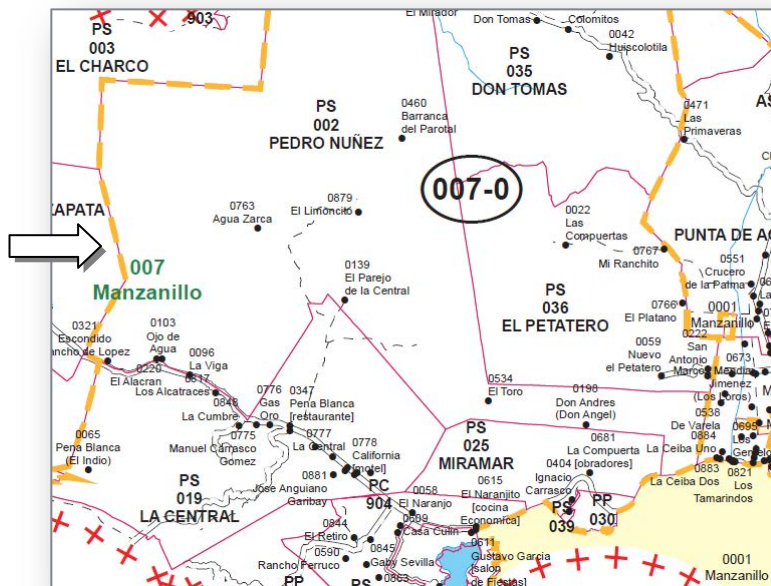 903
PS
003
EL CHARCO
El Mirador
Don Tomas
Colomitos
0042
Huiscolotila
PS
035
DON TOMAS
PS
002
PEDRO NUÑEZ
0460
Barranca
del Parotal
0471
Las
Primaveras
007-0
ZAPATA
0763
Agua Zarca
0879
El Limoncito
0022
Las
Compuertas
PUNTA DE AG
0767
Mi Ranchito
0551
Crucero
de la Palma
007
Manzanillo
0139
El Parejo
de la Central
PS
036
EL PETATERO
0766
El Platano
0001
Manzanillo
0321
Escondido
ncho de Lopez
0103
Ojo de
Agua
0096
La Viga
0220
El Alacran
0617
Los Alcatraces
0059
Nuevo
el Petatero
0222
San
Antonio
0673
Jimenez
(Los Loros)
0848
La Cumbre
0776
Gas
Oro
0347
Pena Blanca
[restaurante]
0534
El Toro
0198
Don Andres
(Don Angel)
0538
De Varela
0695
Los
0065
Pena Blanca
(El Indio)
0775
Manuel Carrasco
Gomez
0777
La Central
0778
California
[motel]
PS
025
MIRAMAR
0681
La Compuerta
[obradores]
0884
La Ceiba Uno
0883
La Ceiba Dos
0821
Los
Tamarindos
PS
019
LA CENTRAL
0881
Jose Anguiano
Garibay
PC
904
0058
El Naranjo
0615
El Naranjito
[cocina
Economica]
0404
Ignacio
Carrasco
PS
039
PP
030
0844
El Retiro
0699
Casa Culin
0590
Rancho Ferruco
0845
Gaby Sevilla
0863
0611
Gustavo Garcia
[salon
de Fiestas]
0001
Manzanillo
PP
PS